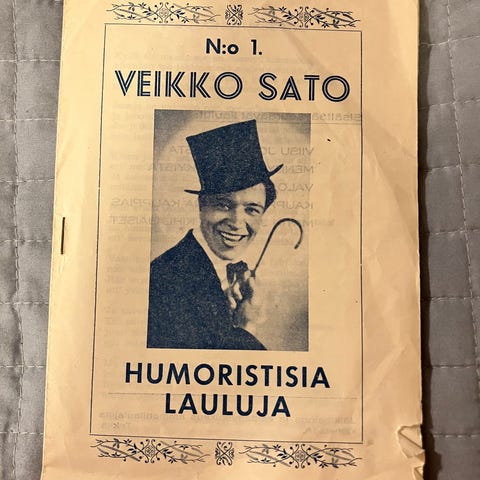 N:o 1.
VEIKKO SATO
HUMORISTISIA
LAULUJA